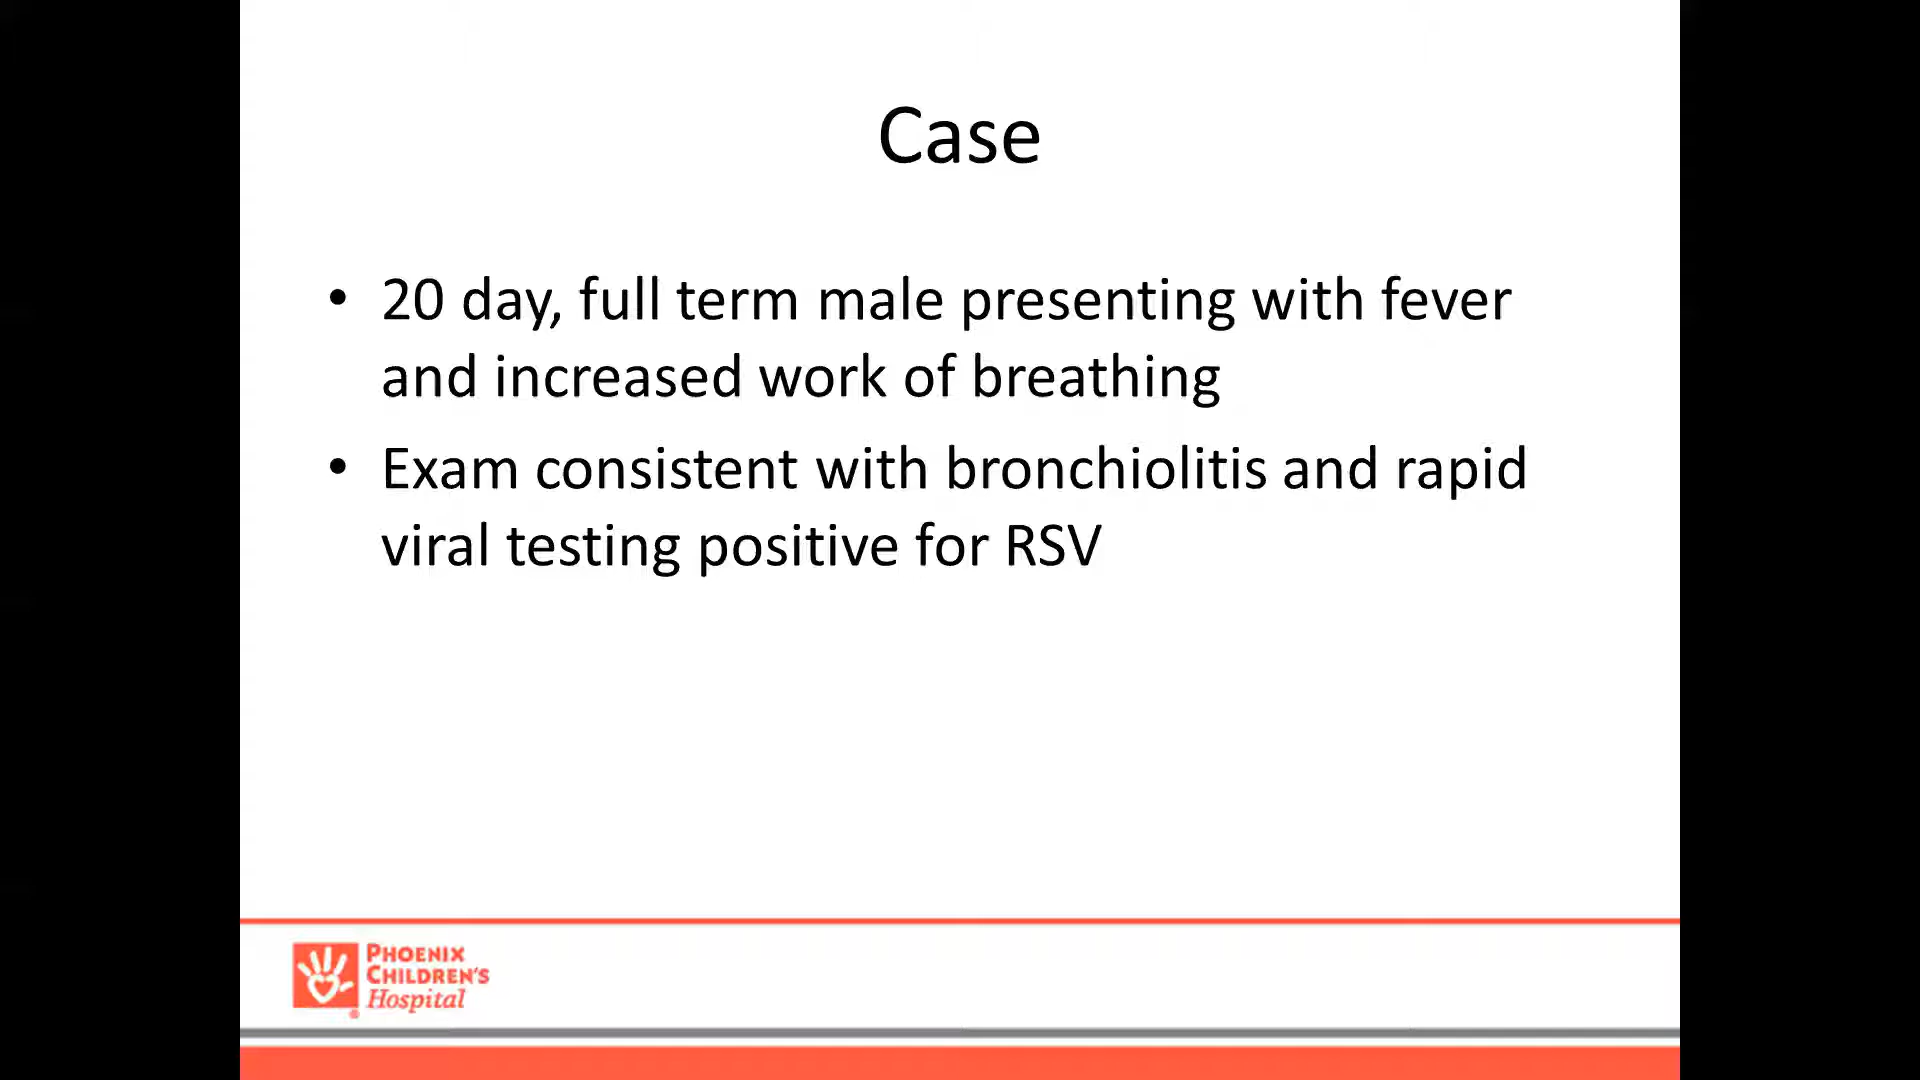 Case
• 20 day, full term male presenting with fever
and increased work of breathing
• Exam consistent with bronchiolitis and rapid
viral testing positive for RSV
PHOENIX
CHILDREN'S
Hospital
®